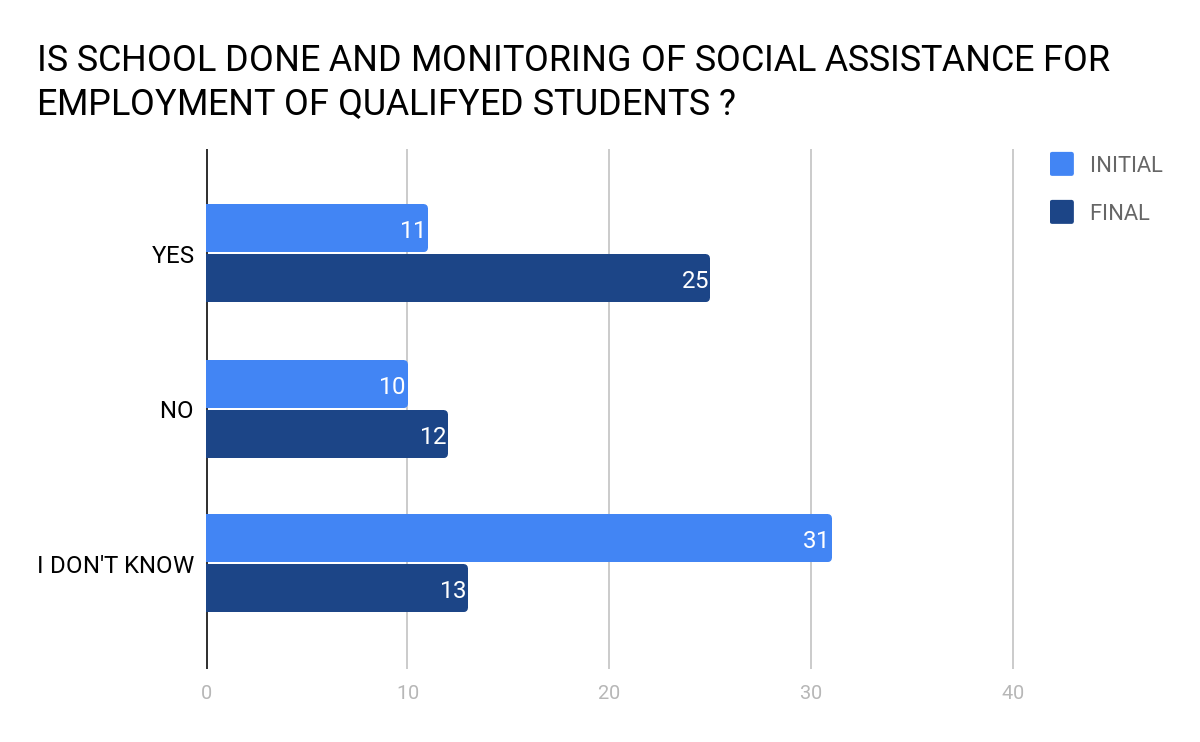 IS SCHOOL DONE AND MONITORING OF SOCIAL ASSISTANCE FOR
EMPLOYMENT OF QUALIFYED STUDENTS ?
INITIAL
FINAL
YES
11
25
NO
10
12
I DON'T KNOW
31
13
0 10 20 30 40